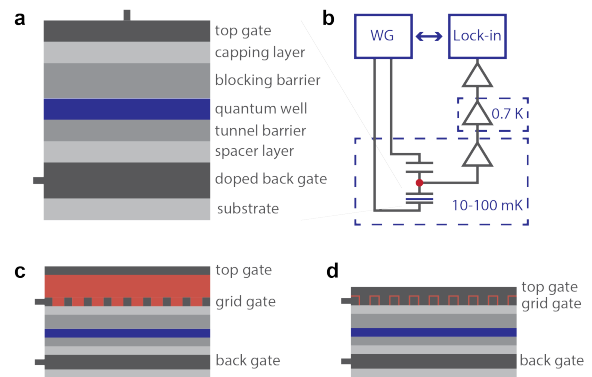 a
top gate
capping layer
blocking barrier
quantum well
tunnel barrier
spacer layer
doped back gate
substrate
b
WG
Lock-in
0.7 K
10-100 mK
c
top gate
grid gate
back gate
d
top gate
grid gate
back gate